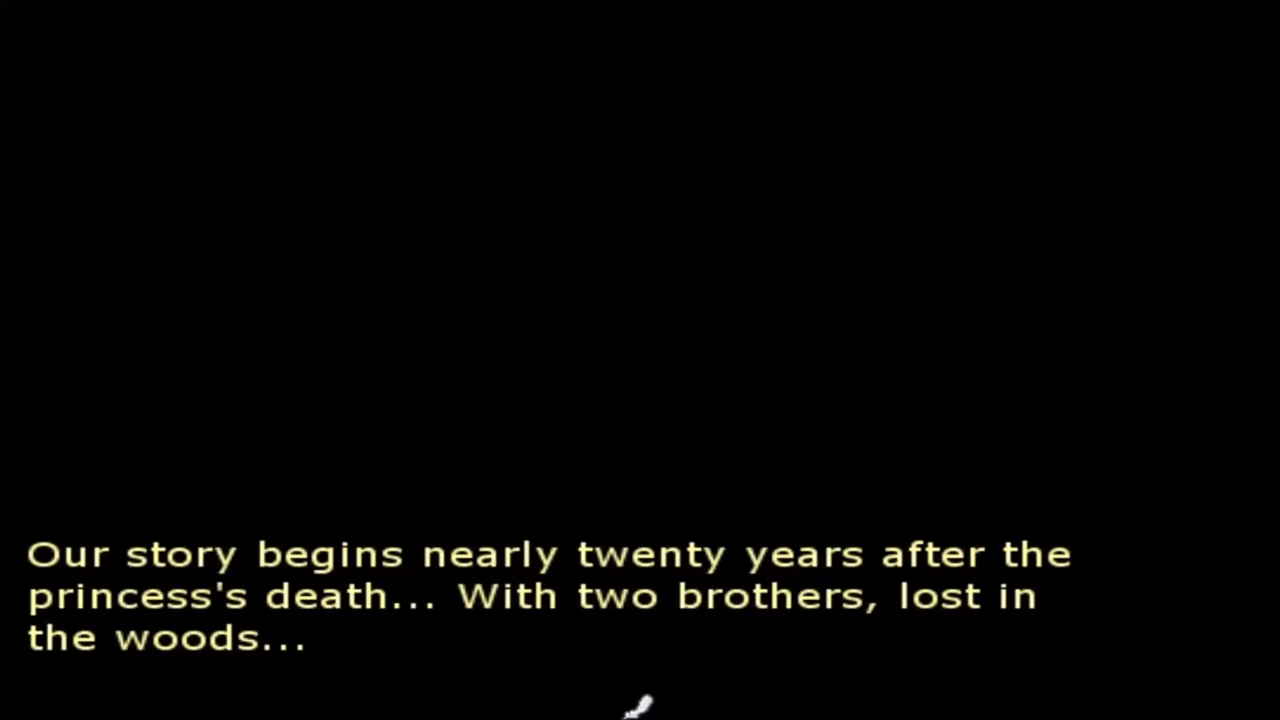 Our story begins nearly twenty years after the
princess's death... With two brothers, lost in
the woods...